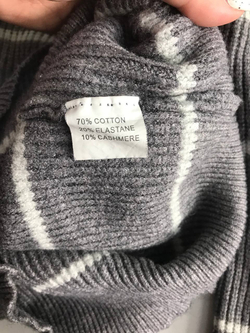 70% COTTON
20% ELASTANE
10% CASHMERE